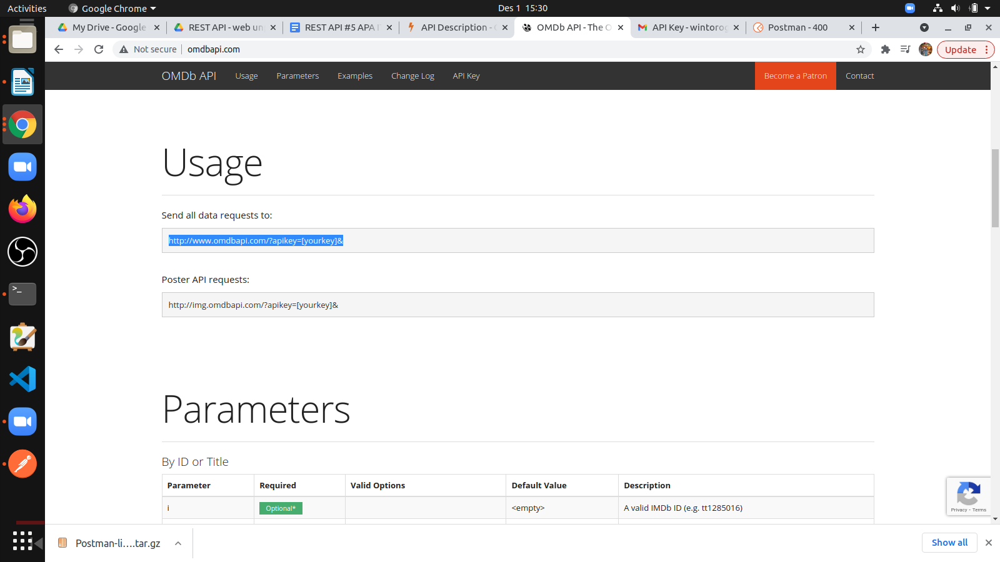 Activities
Google Chrome
Des 1 15:30
My Drive - Google
REST API - web un
REST API #5 APA I
API Description -
OMDb API - The O
API Key - wintorog
Postman - 400
Not secure
omdbapi.com
Update
OMDb API
Usage
Parameters
Examples
Change Log
API Key
Become a Patron
Contact
Usage
Send all data requests to:
http://www.omdbapi.com/?apikey=[yourkey]&
Poster API requests:
http://img.omdbapi.com/?apikey=[yourkey]&
Parameters
By ID or Title
Parameter Required Valid Options Default Value Description
i Optional* <empty> A valid IMDb ID (e.g. tt1285016)
Privacy - Terms
Postman-li....tar.gz
Show all